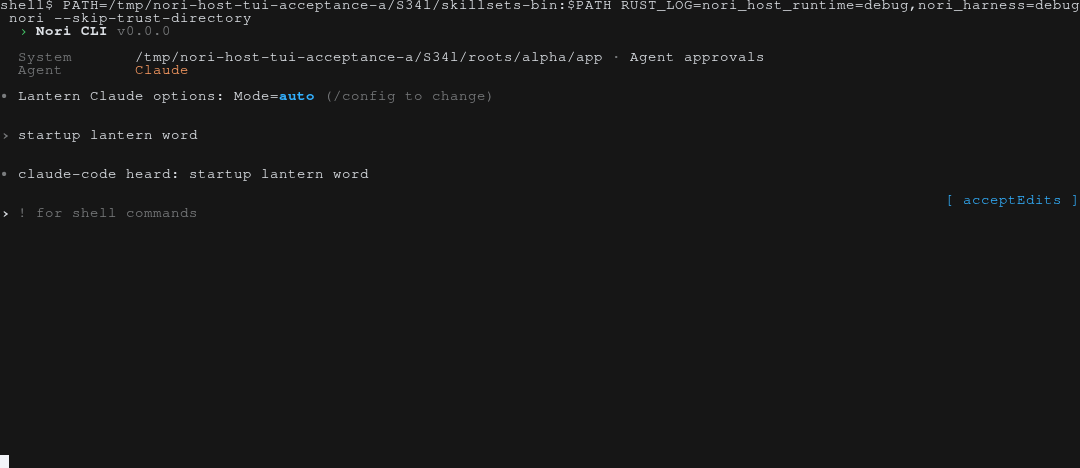 shell$ PATH=/tmp/nori-host-tui-acceptance-a/S34l/skillsets-bin:$PATH RUST_LOG=nori_host_runtime=debug,nori_harness=debug
nori --skip-trust-directory
› Nori CLI v0.0.0
System /tmp/nori-host-tui-acceptance-a/S34l/roots/alpha/app · Agent approvals
Agent Claude
• Lantern Claude options: Mode=auto (/config to change)
› startup lantern word
• claude-code heard: startup lantern word
[ acceptEdits ]
› ! for shell commands